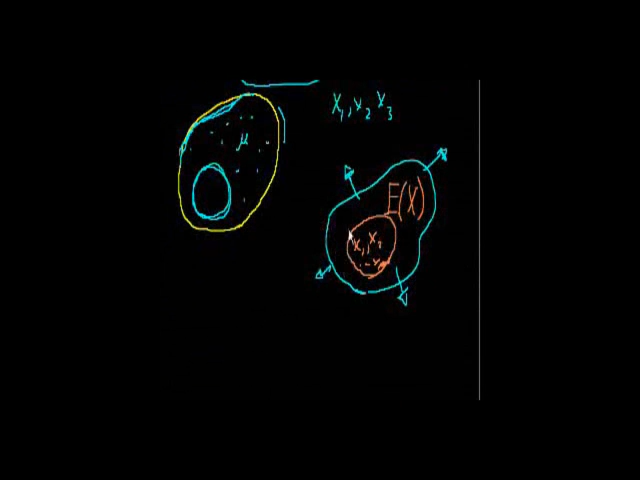 X₁, x₂ X₃
μ
E(X)
x₁, x₂